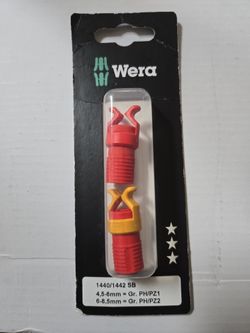 Wera
1440/1442 SB
4,5-6mm = Gr. PH/PZ1
6-8,5mm = Gr. PH/PZ2